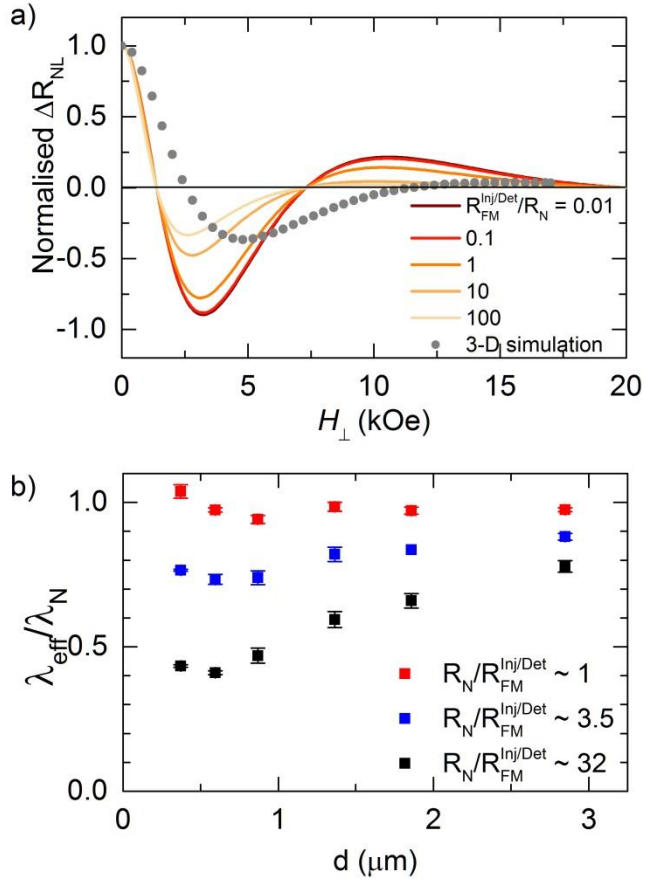 a)
Normalised ΔR_NL
1.0
0.5
0.0
-0.5
-1.0
R_FM^Inj/Det/R_N = 0.01
0.1
1
10
100
3-D simulation
0 5 10 15 20
H_⊥ (kOe)
b)
λ_eff/λ_N
1.0
0.5
0.0
R_N/R_FM^Inj/Det ~ 1
R_N/R_FM^Inj/Det ~ 3.5
R_N/R_FM^Inj/Det ~ 32
0 1 2 3
d (μm)